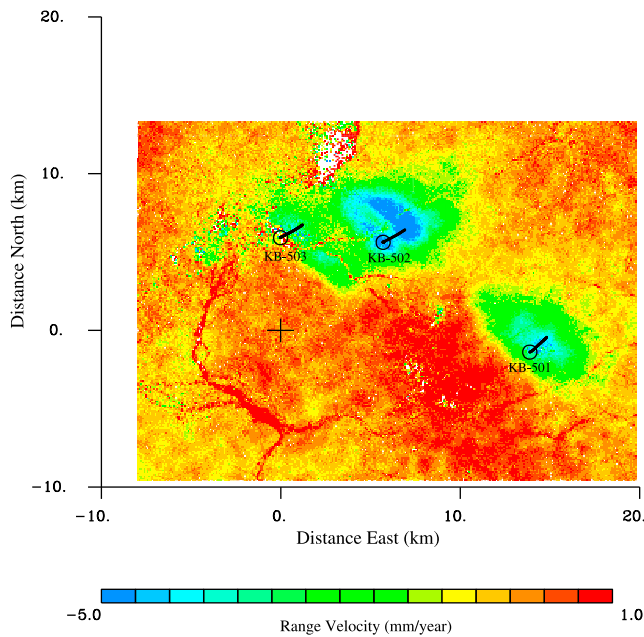 20.
10.
0.
−10.
Distance North (km)
KB-503
KB-502
KB-501
−10.
0.
10.
20.
Distance East (km)
−5.0
1.0
Range Velocity (mm/year)